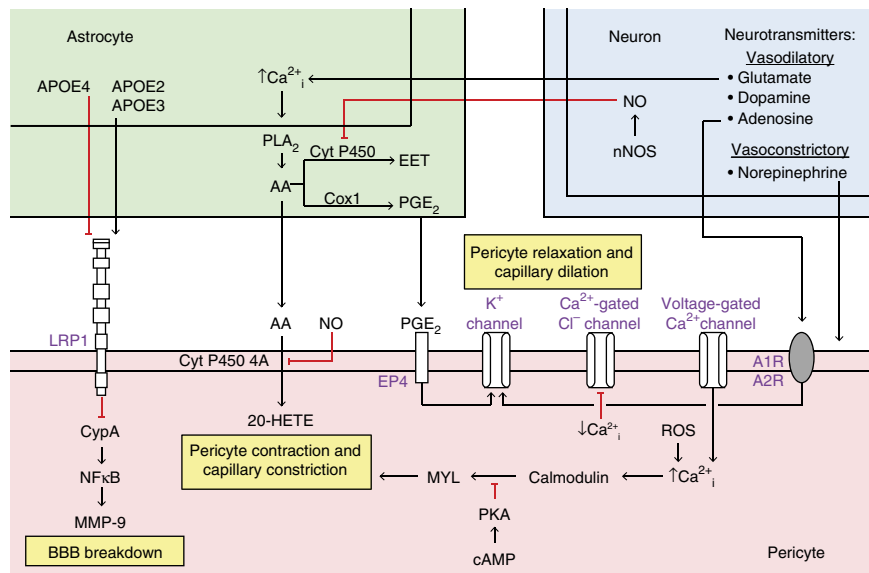 Astrocyte
APOE4
APOE2
APOE3
↑Ca²⁺ᵢ
PLA₂
Cyt P450
EET
AA
Cox1
PGE₂
Neuron
NO
nNOS
Neurotransmitters:
Vasodilatory
• Glutamate
• Dopamine
• Adenosine
Vasoconstrictory
• Norepinephrine
Pericyte relaxation and
capillary dilation
LRP1
AA
NO
PGE₂
K⁺
channel
Ca²⁺-gated
Cl⁻ channel
Voltage-gated
Ca²⁺channel
Cyt P450 4A
EP4
A1R
A2R
20-HETE
↓Ca²⁺ᵢ
ROS
CypA
NFκB
MMP-9
BBB breakdown
Pericyte contraction and
capillary constriction
MYL
Calmodulin
↑Ca²⁺ᵢ
PKA
cAMP
Pericyte